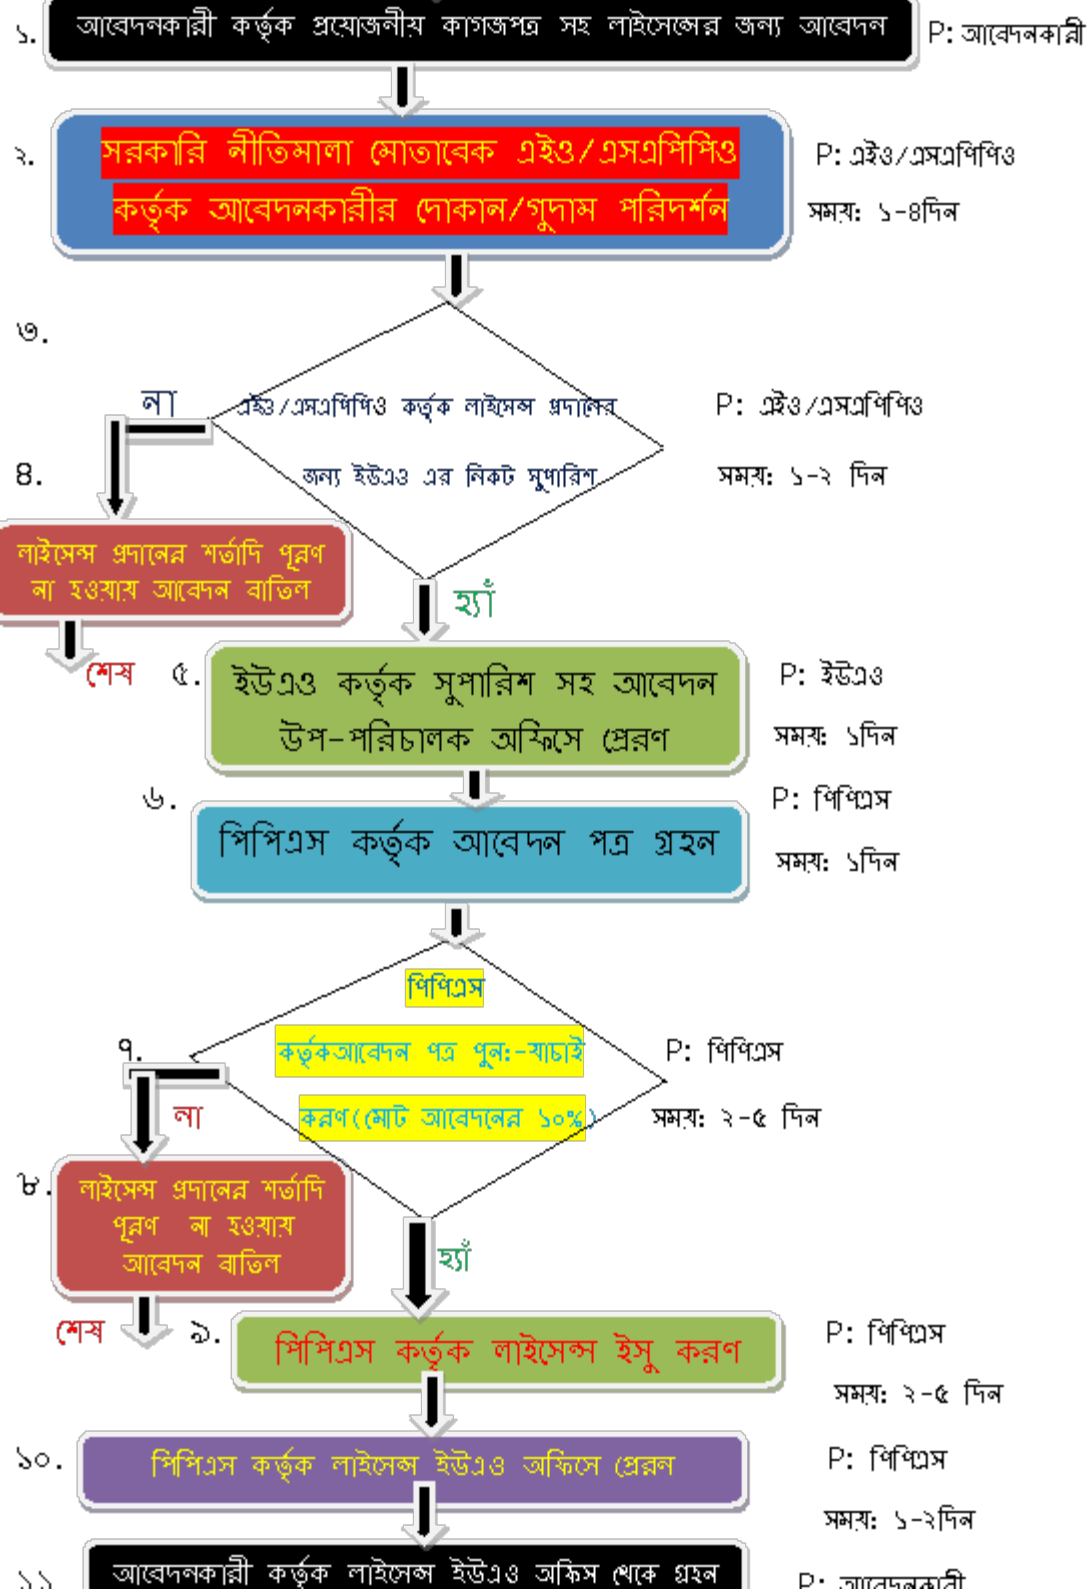 ১. আবেদনকারী কর্তৃক প্রযোজনীয় কাগজপত্র সহ লাইসেন্সের জন্য আবেদন P: আবেদনকারী
২. সরকারি নীতিমালা মোতাবেক এইও/এসএপিপিও P: এইও/এসএপিপিও
কর্তৃক আবেদনকারীর দোকান/গুদাম পরিদর্শন সময়: ১-৪দিন
৩.
না এইও/এসএপিপিও কর্তৃক লাইসেন্স প্রদানের P: এইও/এসএপিপিও
৪. জন্য ইউএও এর নিকট সুপারিশ সময়: ১-২ দিন
লাইসেন্স প্রদানের শর্তাদি পূরণ
না হওয়ায় আবেদন বাতিল
হ্যাঁ
শেষ ৫. ইউএও কর্তৃক সুপারিশ সহ আবেদন P: ইউএও
উপ-পরিচালক অফিসে প্রেরণ সময়: ১দিন
৬. P: পিপিএস
পিপিএস কর্তৃক আবেদন পত্র গ্রহন সময়: ১দিন
পিপিএস
৭. কর্তৃকআবেদন পত্র পুন:-যাচাই P: পিপিএস
না করণ(মোট আবেদনের ১০%) সময়: ২-৫ দিন
৮. লাইসেন্স প্রদানের শর্তাদি
পূরণ না হওয়ায়
আবেদন বাতিল
হ্যাঁ
শেষ ৯. পিপিএস কর্তৃক লাইসেন্স ইসু করণ P: পিপিএস
সময়: ২-৫ দিন
১০. পিপিএস কর্তৃক লাইসেন্স ইউএও অফিসে প্রেরন P: পিপিএস
সময়: ১-২দিন
১১ আবেদনকারী কর্তৃক লাইসেন্স ইউএও অফিস থেকে গ্রহন P: আবেদনকারী